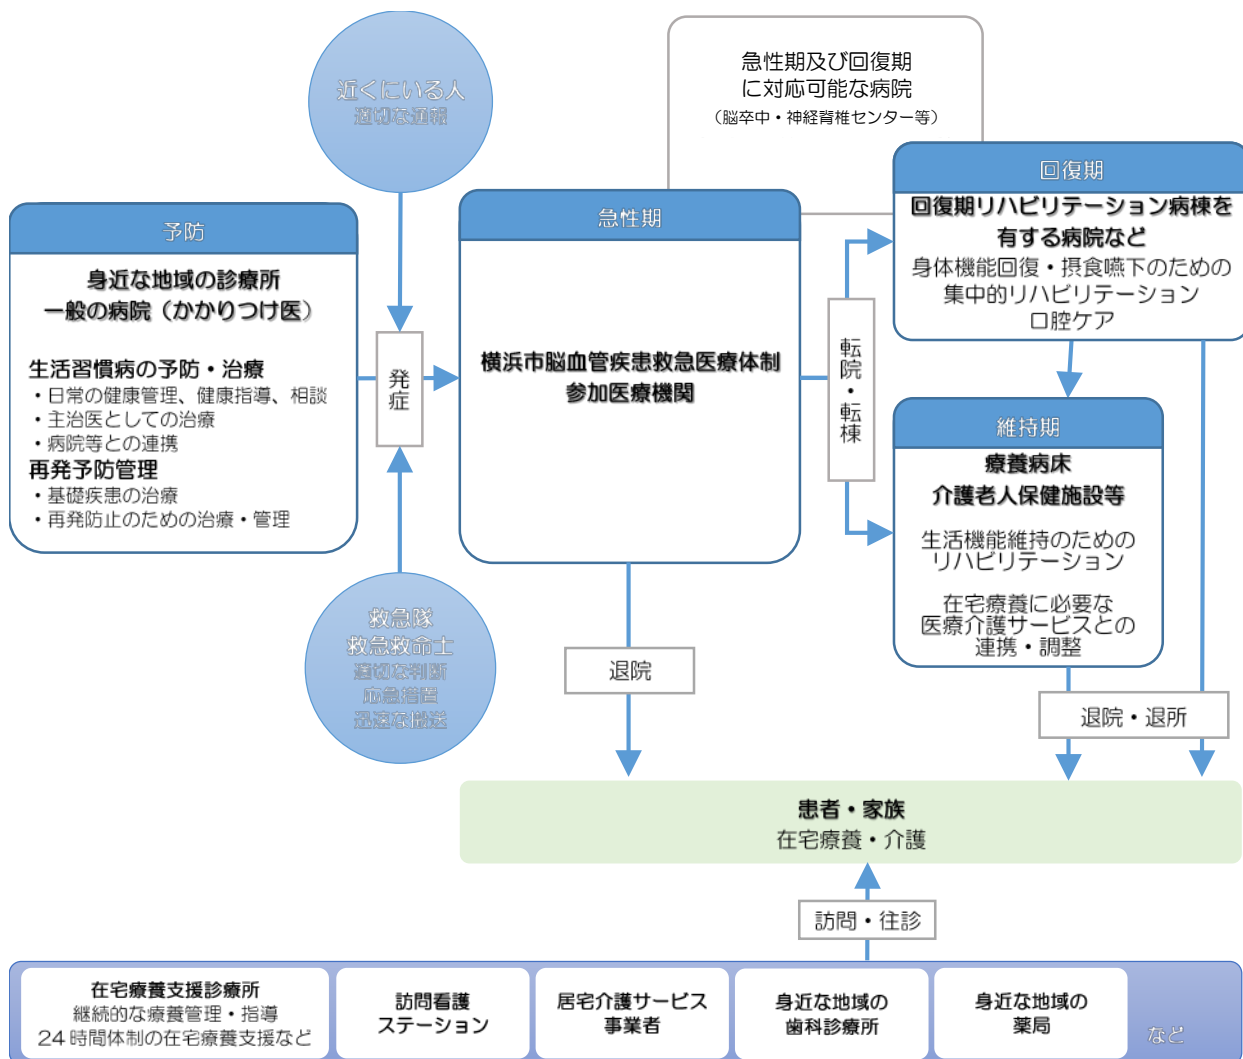 近くにいる人
適切な通報
急性期及び回復期
に対応可能な病院
（脳卒中・神経脊椎センター等）
予防
身近な地域の診療所
一般の病院（かかりつけ医）
生活習慣病の予防・治療
・日常の健康管理、健康指導、相談
・主治医としての治療
・病院等との連携
再発予防管理
・基礎疾患の治療
・再発防止のための治療・管理
発症
救急隊
救急救命士
適切な判断
応急措置
迅速な搬送
急性期
横浜市脳血管疾患救急医療体制
参加医療機関
転院・転棟
回復期
回復期リハビリテーション病棟を
有する病院など
身体機能回復・摂食嚥下のための
集中的リハビリテーション
口腔ケア
維持期
療養病床
介護老人保健施設等
生活機能維持のための
リハビリテーション
在宅療養に必要な
医療介護サービスとの
連携・調整
退院
退院・退所
患者・家族
在宅療養・介護
訪問・往診
在宅療養支援診療所
継続的な療養管理・指導
24時間体制の在宅療養支援など
訪問看護
ステーション
居宅介護サービス
事業者
身近な地域の
歯科診療所
身近な地域の
薬局
など